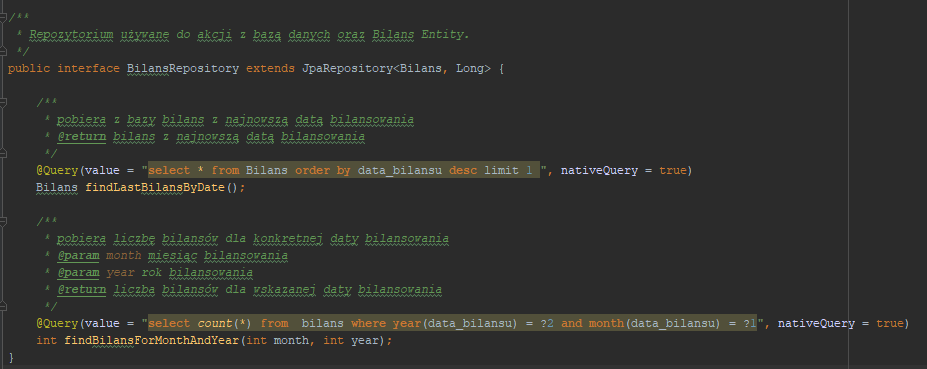 /**
 * Repozytorium używane do akcji z bazą danych oraz Bilans Entity.
 */
public interface BilansRepository extends JpaRepository<Bilans, Long> {
/**
 * pobiera z bazy bilans z najnowszą datą bilansowania
 * @return bilans z najnowszą datą bilansowania
 */
@Query(value = "select * from Bilans order by data_bilansu desc limit 1 ", nativeQuery = true)
Bilans findLastBilansByDate();
/**
 * pobiera liczbę bilansów dla konkretnej daty bilansowania
 * @param month miesiąc bilansowania
 * @param year rok bilansowania
 * @return liczba bilansów dla wskazanej daty bilansowania
 */
@Query(value = "select count(*) from  bilans where year(data_bilansu) = ?2 and month(data_bilansu) = ?1", nativeQuery = true)
int findBilansForMonthAndYear(int month, int year);
}